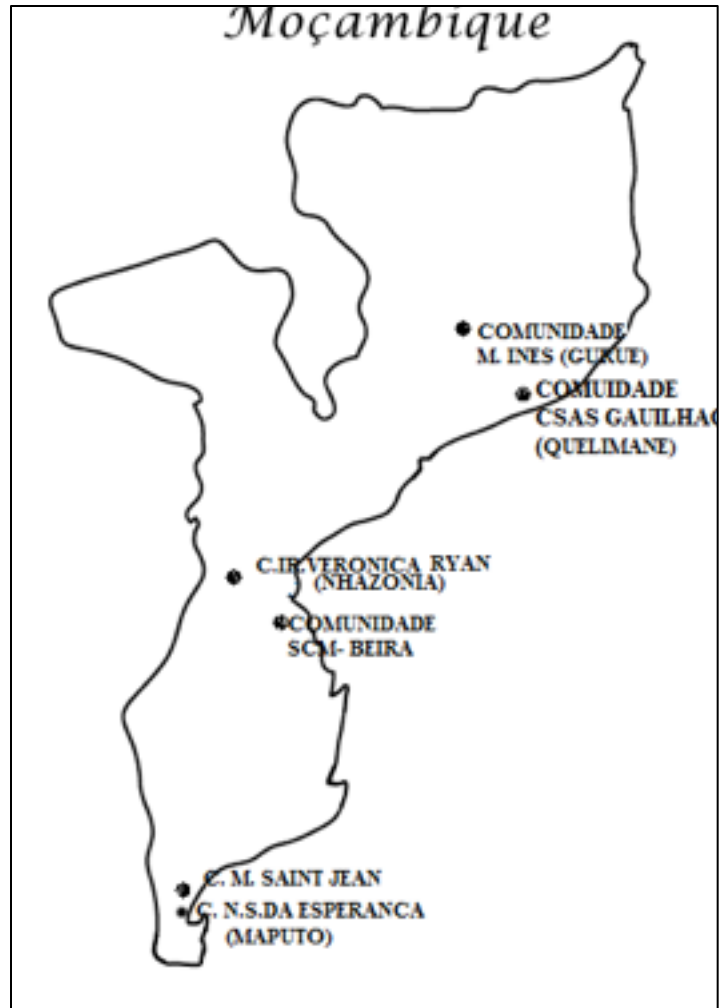 Moçambique
COMUNIDADE
M. INES (GURUE)
COMUIDADE
CSAS GAUILHAC
(QUELIMANE)
C.IR.VERONICA RYAN
(NHAZONIA)
COMUNIDADE
SCM- BEIRA
C. M. SAINT JEAN
C. N.S.DA ESPERANCA
(MAPUTO)